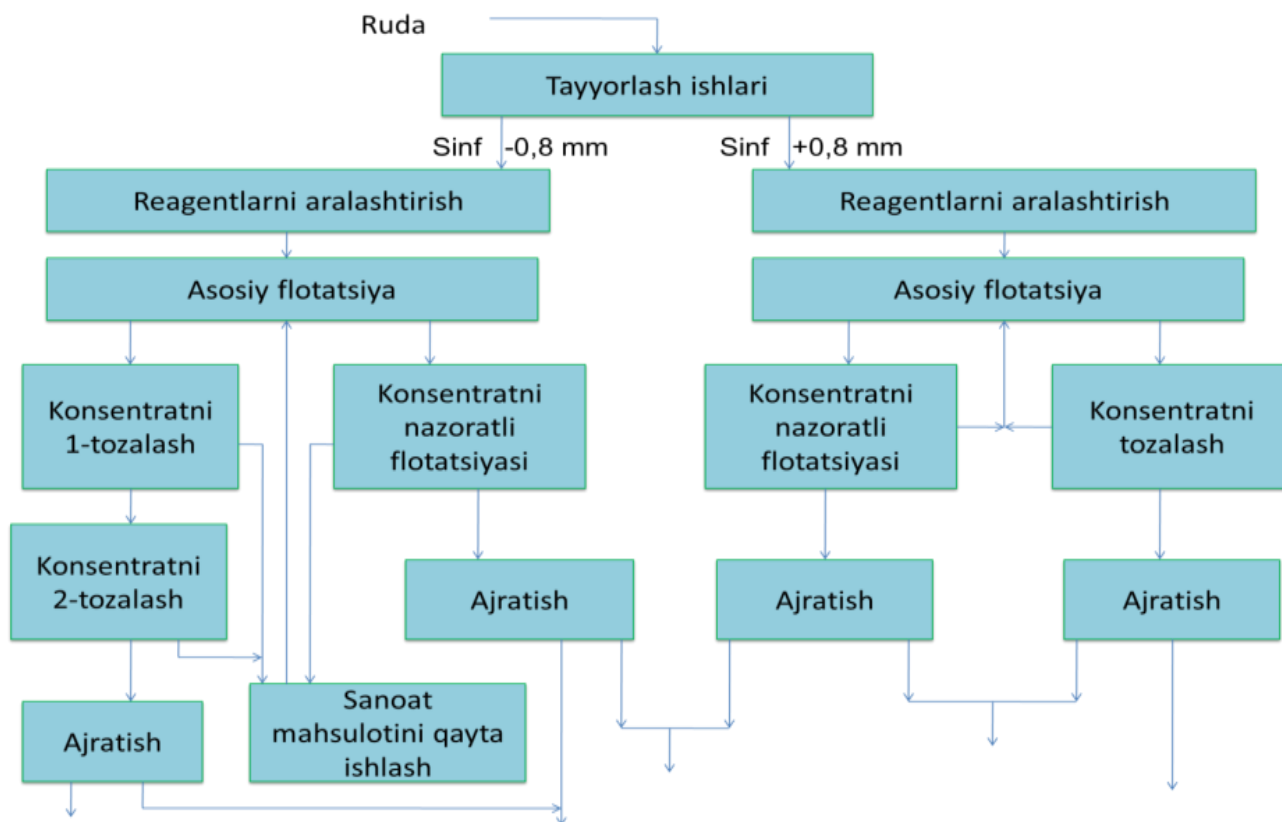 Ruda
Tayyorlash ishlari
Sinf -0,8 mm
Sinf +0,8 mm
Reagentlarni aralashtirish
Reagentlarni aralashtirish
Asosiy flotatsiya
Asosiy flotatsiya
Konsentratni
1-tozalash
Konsentratni
nazoratli
flotatsiyasi
Konsentratni
nazoratli
flotatsiyasi
Konsentratni
tozalash
Konsentratni
2-tozalash
Ajratish
Ajratish
Ajratish
Ajratish
Sanoat
mahsulotini qayta
ishlash